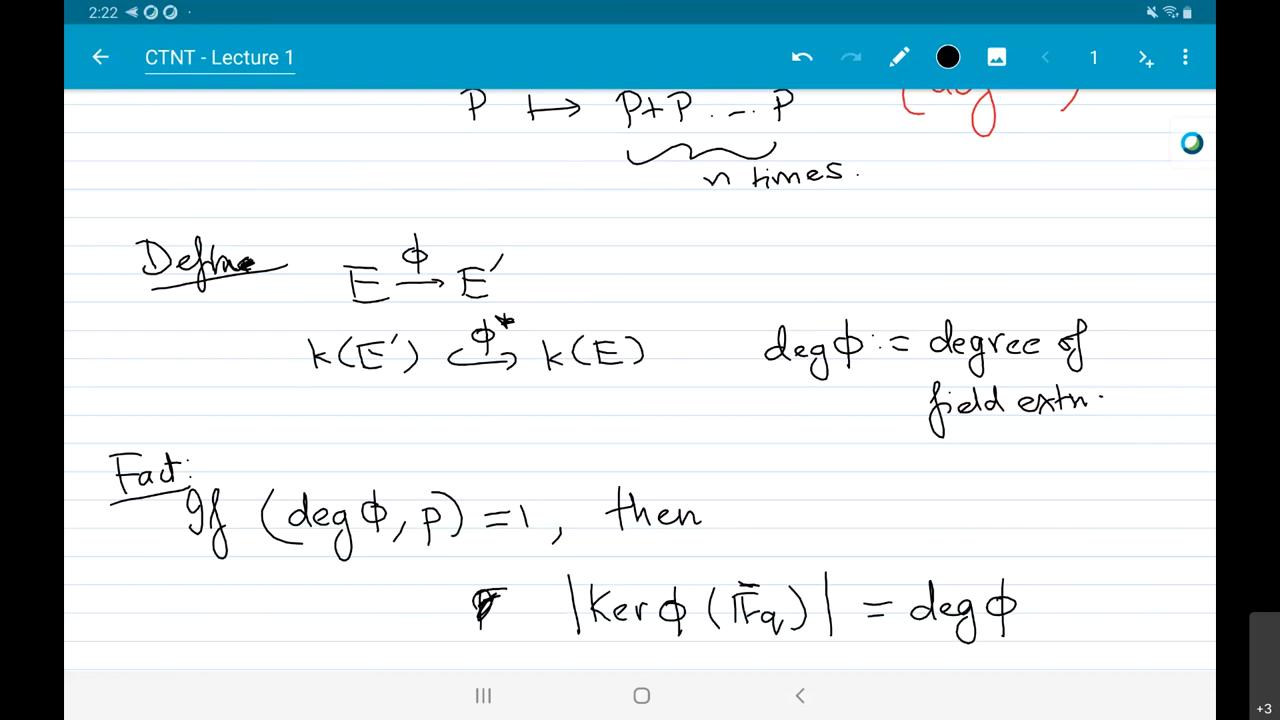 2:22
CTNT - Lecture 1
1
P ↦ P+P ... P
(deg )
n times.
Define E →^ϕ E'
k(E') ↪^ϕ* k(E) deg ϕ := degree of
field extn.
Fact:
If (deg ϕ, p) = 1, then
|Ker ϕ (F̄q)| = deg ϕ
+3